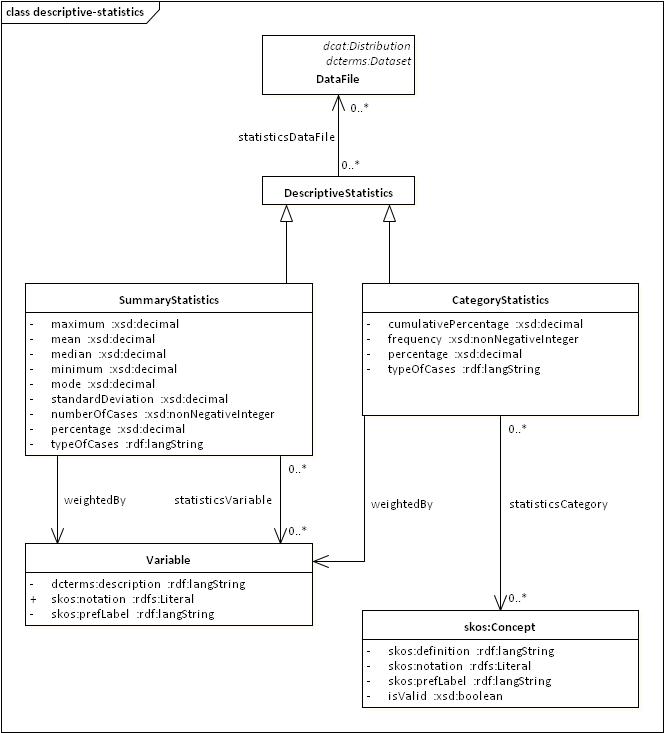 class descriptive-statistics
dcat:Distribution
dcterms:Dataset
DataFile
0..*
statisticsDataFile
0..*
DescriptiveStatistics
SummaryStatistics
- maximum :xsd:decimal
- mean :xsd:decimal
- median :xsd:decimal
- minimum :xsd:decimal
- mode :xsd:decimal
- standardDeviation :xsd:decimal
- numberOfCases :xsd:nonNegativeInteger
- percentage :xsd:decimal
- typeOfCases :rdf:langString
CategoryStatistics
- cumulativePercentage :xsd:decimal
- frequency :xsd:nonNegativeInteger
- percentage :xsd:decimal
- typeOfCases :rdf:langString
0..*
0..*
weightedBy
statisticsVariable
weightedBy
statisticsCategory
0..*
Variable
- dcterms:description :rdf:langString
+ skos:notation :rdfs:Literal
- skos:prefLabel :rdf:langString
0..*
skos:Concept
- skos:definition :rdf:langString
- skos:notation :rdfs:Literal
- skos:prefLabel :rdf:langString
- isValid :xsd:boolean